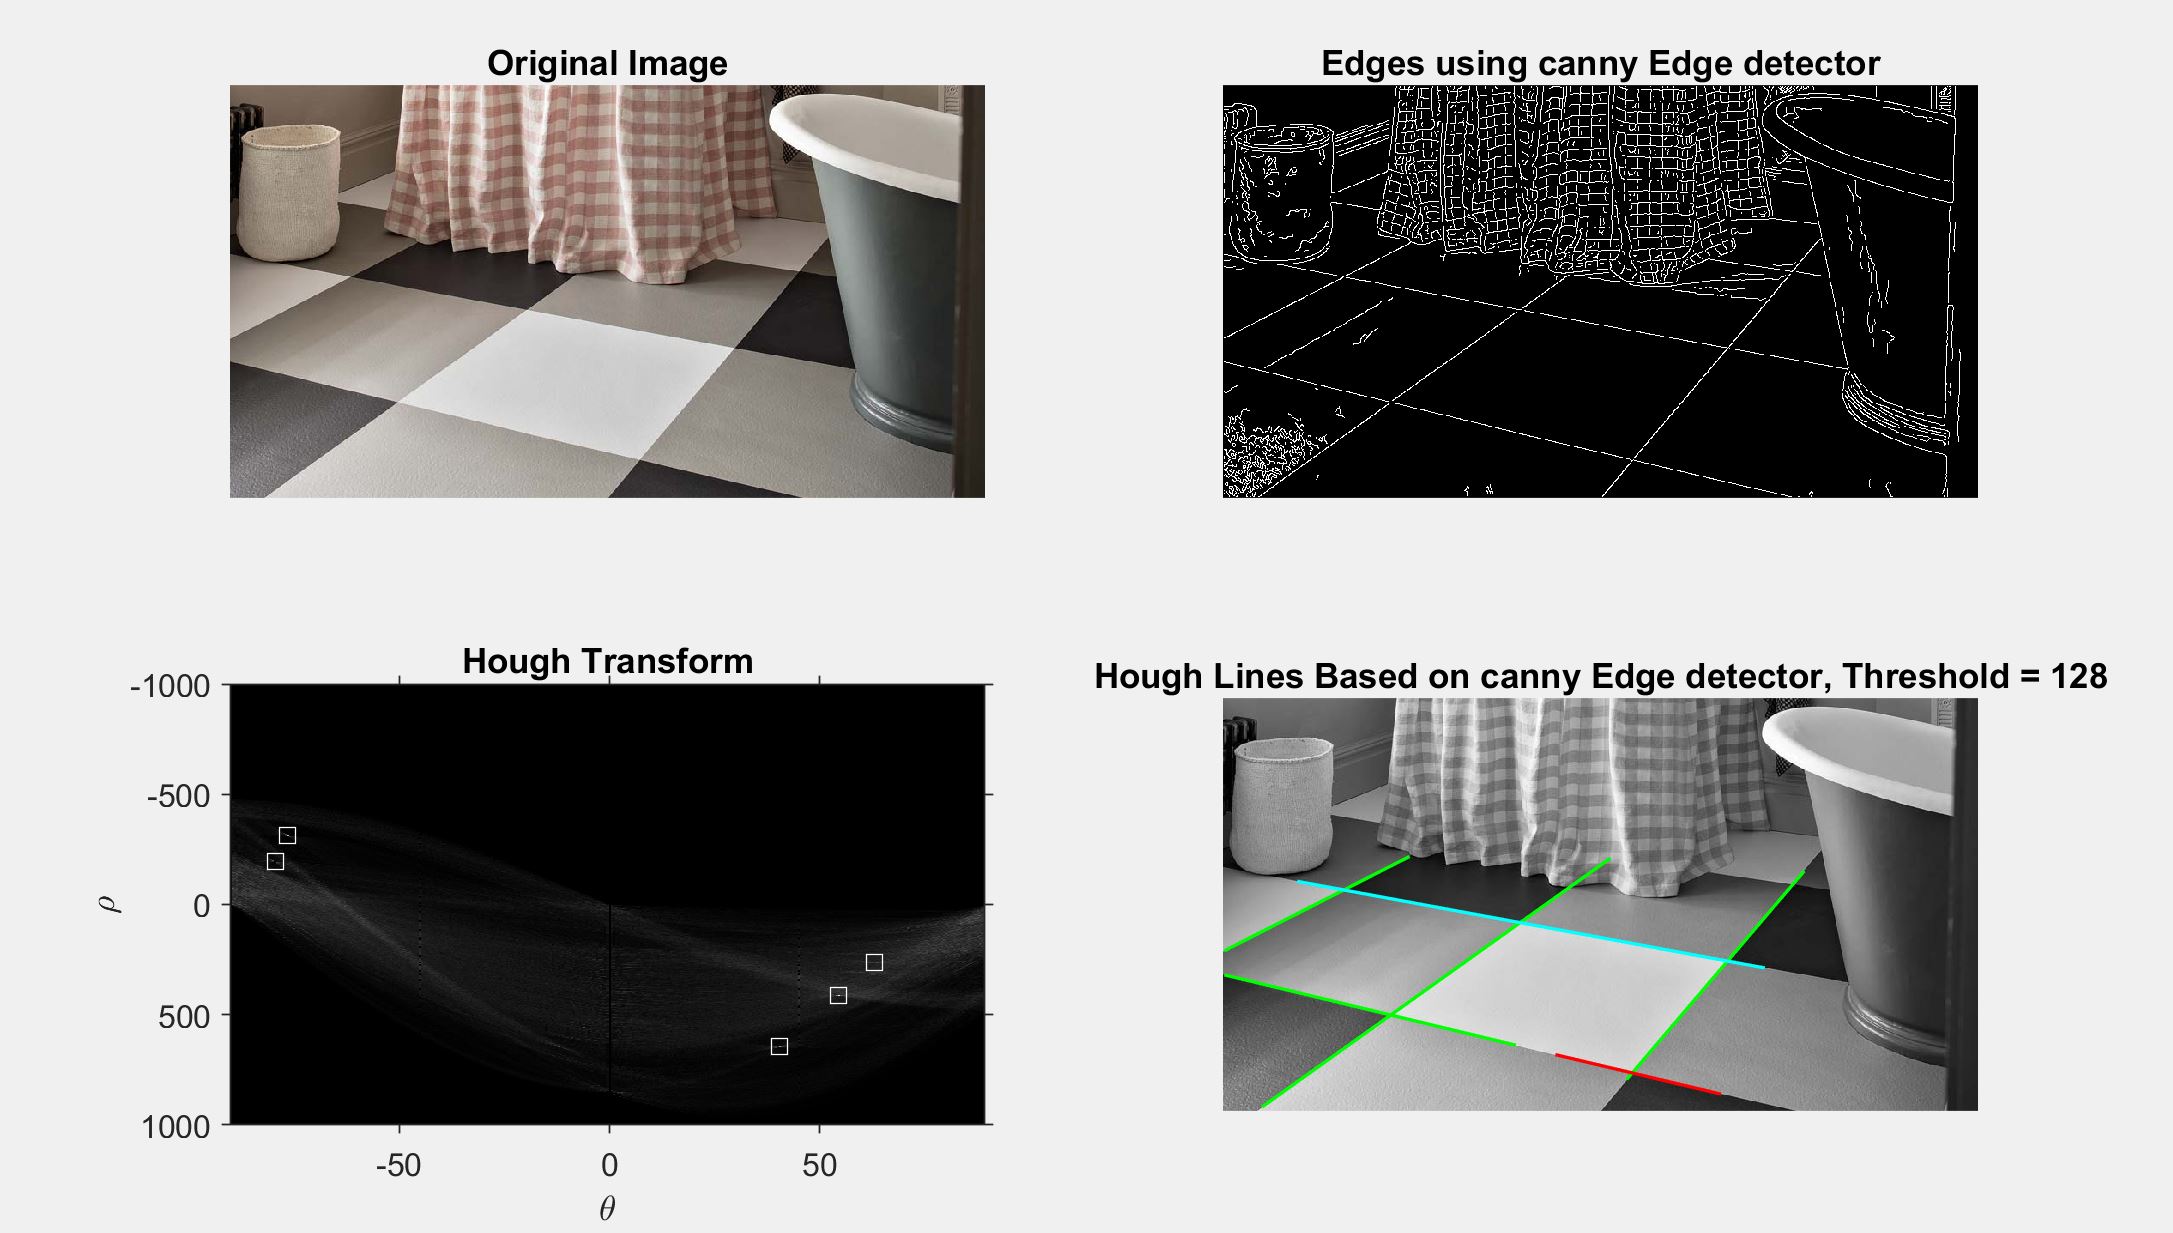 Original Image
Edges using canny Edge detector
Hough Transform
-1000
-500
0
500
1000
ρ
-50 0 50
θ
Hough Lines Based on canny Edge detector, Threshold = 128